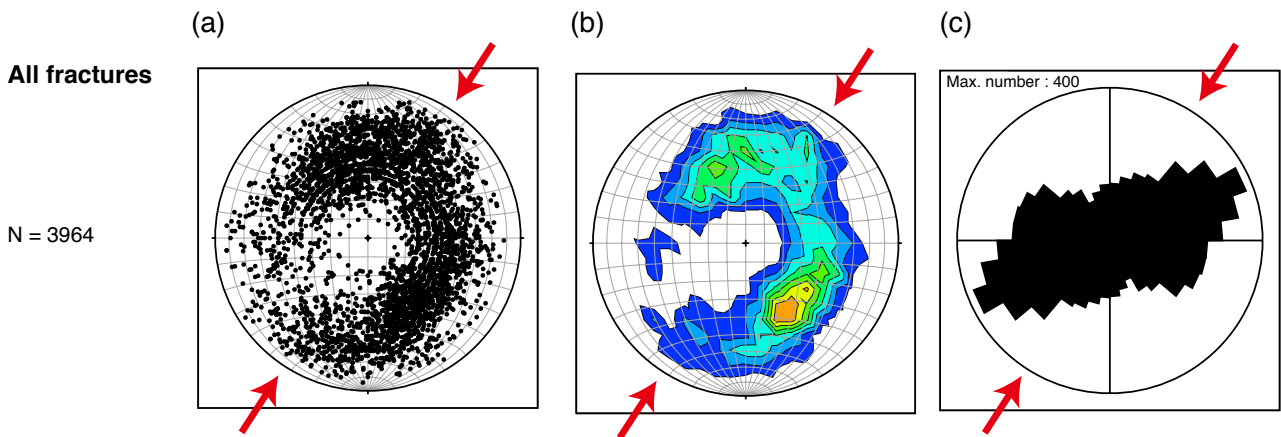 (a)
(b)
(c)
All fractures
Max. number : 400
N = 3964